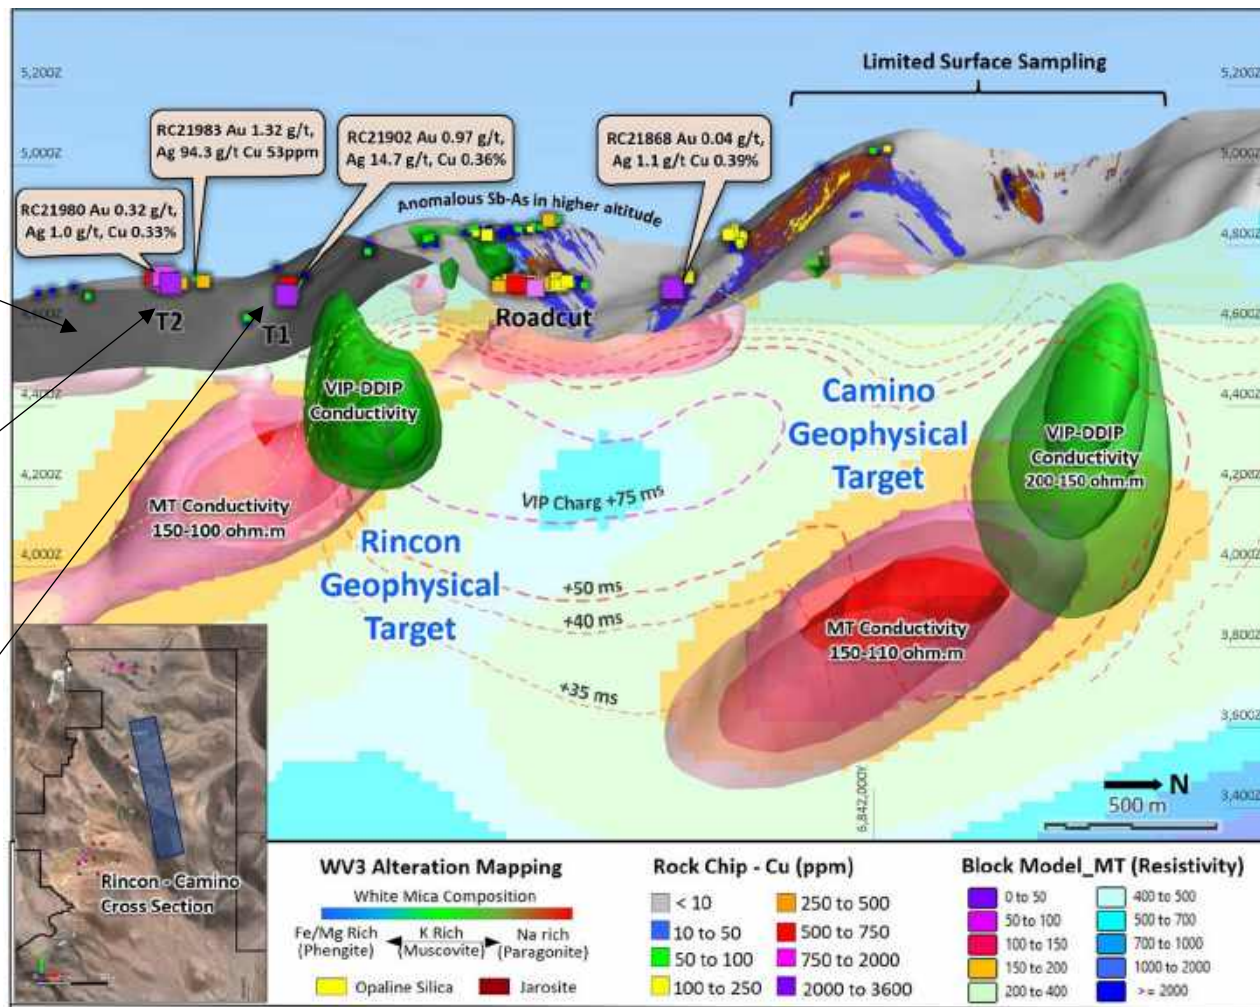 Limited Surface Sampling
5,200Z
5,200Z
RC21983 Au 1.32 g/t,
Ag 94.3 g/t Cu 53ppm
RC21902 Au 0.97 g/t,
Ag 14.7 g/t, Cu 0.36%
RC21868 Au 0.04 g/t,
Ag 1.1 g/t Cu 0.39%
5,000Z
5,000Z
RC21980 Au 0.32 g/t,
Ag 1.0 g/t, Cu 0.33%
Anomalous Sb-As in higher altitude
4,800Z
4,800Z
T2
T1
Roadcut
4,600Z
4,400Z
4,400Z
VIP-DDIP
Conductivity
Camino
Geophysical
Target
VIP-DDIP
Conductivity
200-150 ohm.m
4,200Z
4,200Z
MT Conductivity
150-100 ohm.m
VIP Charg +75 ms
Rincon
Geophysical
Target
4,000Z
4,000Z
+50 ms
+40 ms
MT Conductivity
150-110 ohm.m
3,800Z
+35 ms
3,600Z
6,842,000Y
N
500 m
3,400Z
Rincon - Camino
Cross Section
WV3 Alteration Mapping
White Mica Composition
Fe/Mg Rich
(Phengite)
K Rich
(Muscovite)
Na rich
(Paragonite)
Opaline Silica
Jarosite
Rock Chip - Cu (ppm)
< 10
10 to 50
50 to 100
100 to 250
250 to 500
500 to 750
750 to 2000
2000 to 3600
Block Model_MT (Resistivity)
0 to 50
50 to 100
100 to 150
150 to 200
200 to 400
400 to 500
500 to 700
700 to 1000
1000 to 2000
>= 2000